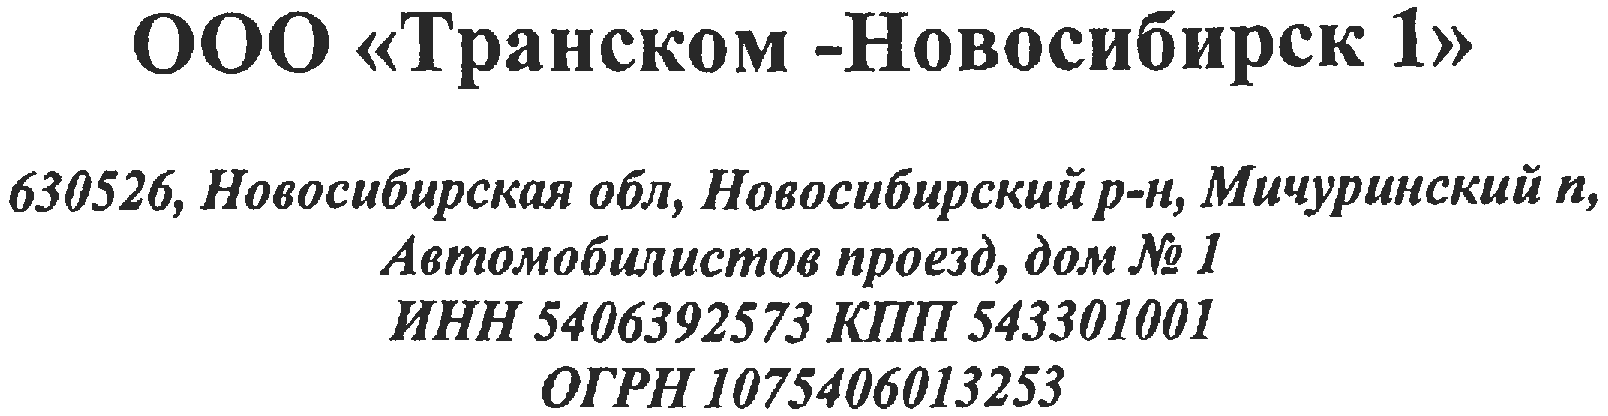 ООО «Транском -Новосибирск 1»
630526, Новосибирская обл, Новосибирский р-н, Мичуринский п,
Автомобилистов проезд, дом № 1
ИНН 5406392573 КПП 543301001
ОГРН 1075406013253